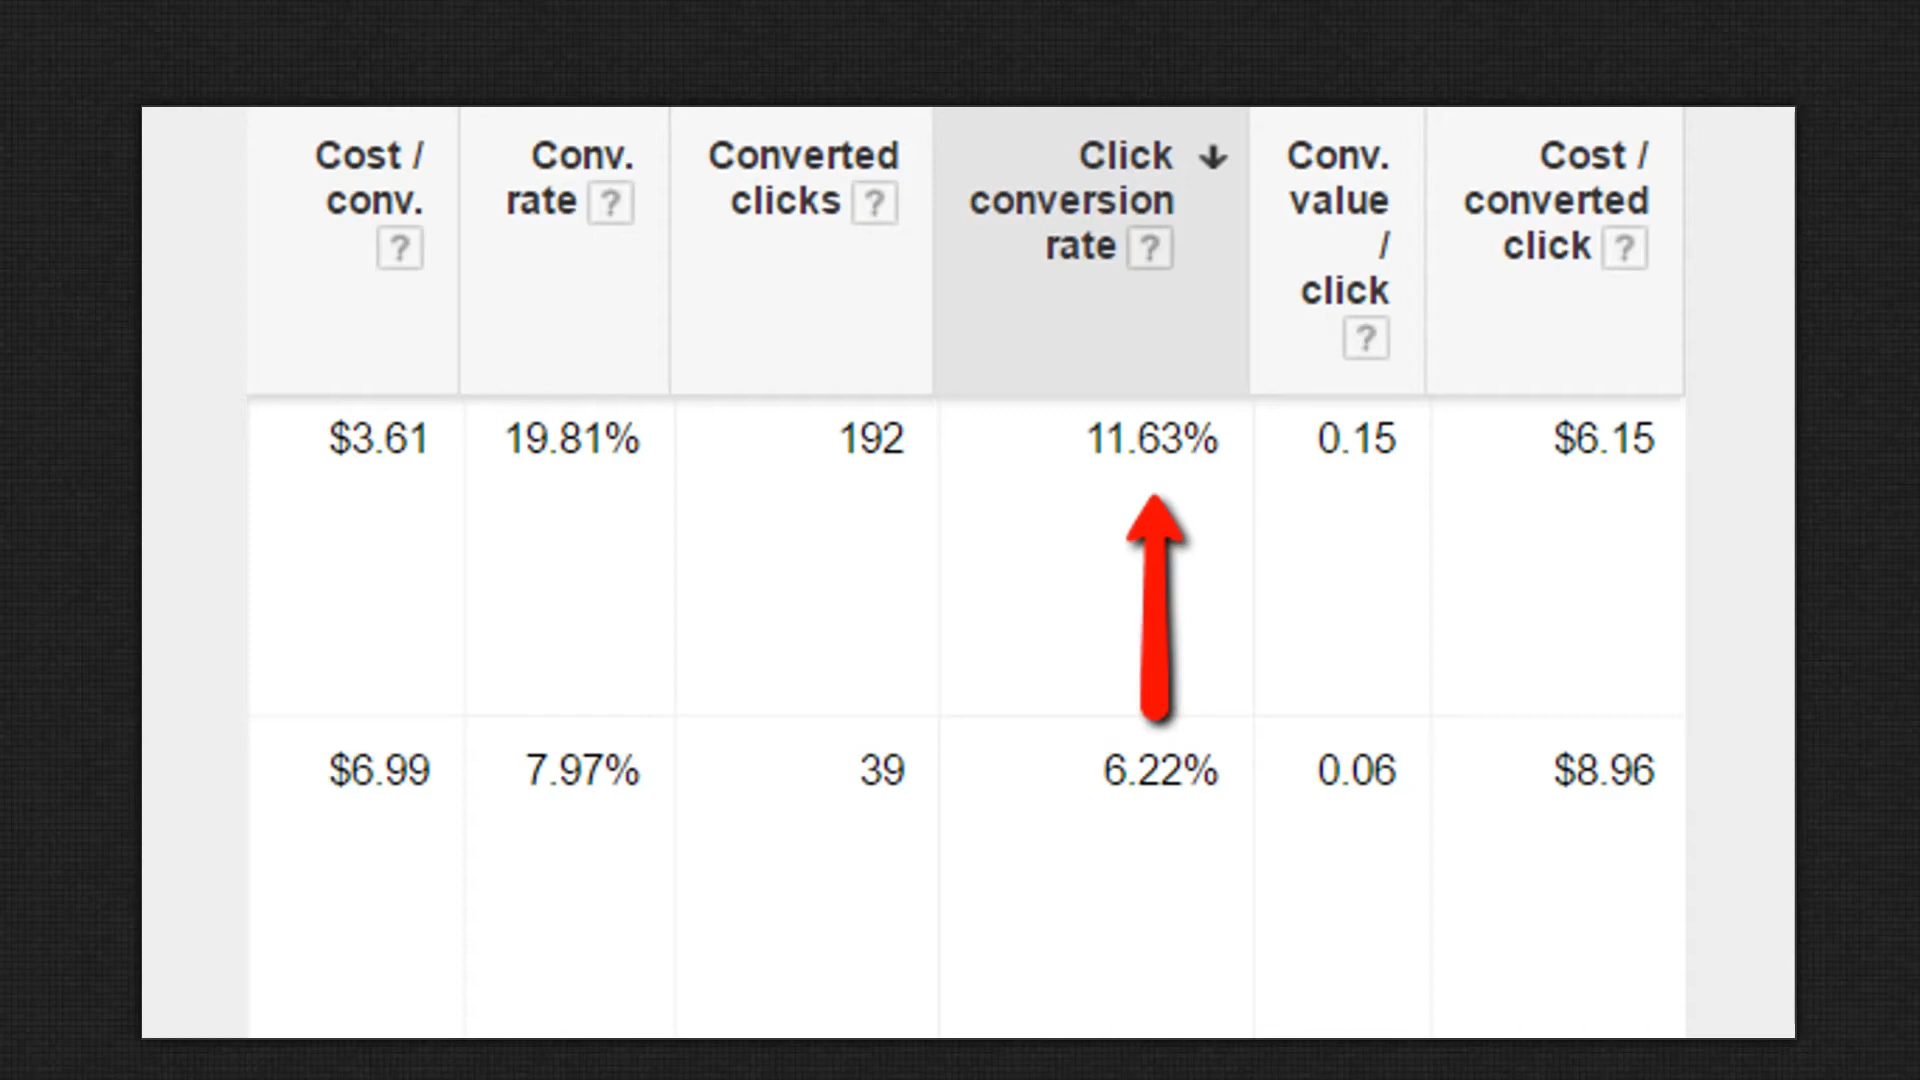 Cost /
conv.
?
Conv.
rate ?
Converted
clicks ?
Click
conversion
rate ?
Conv.
value
/
click
?
Cost /
converted
click ?
$3.61 19.81% 192 11.63% 0.15 $6.15
$6.99 7.97% 39 6.22% 0.06 $8.96